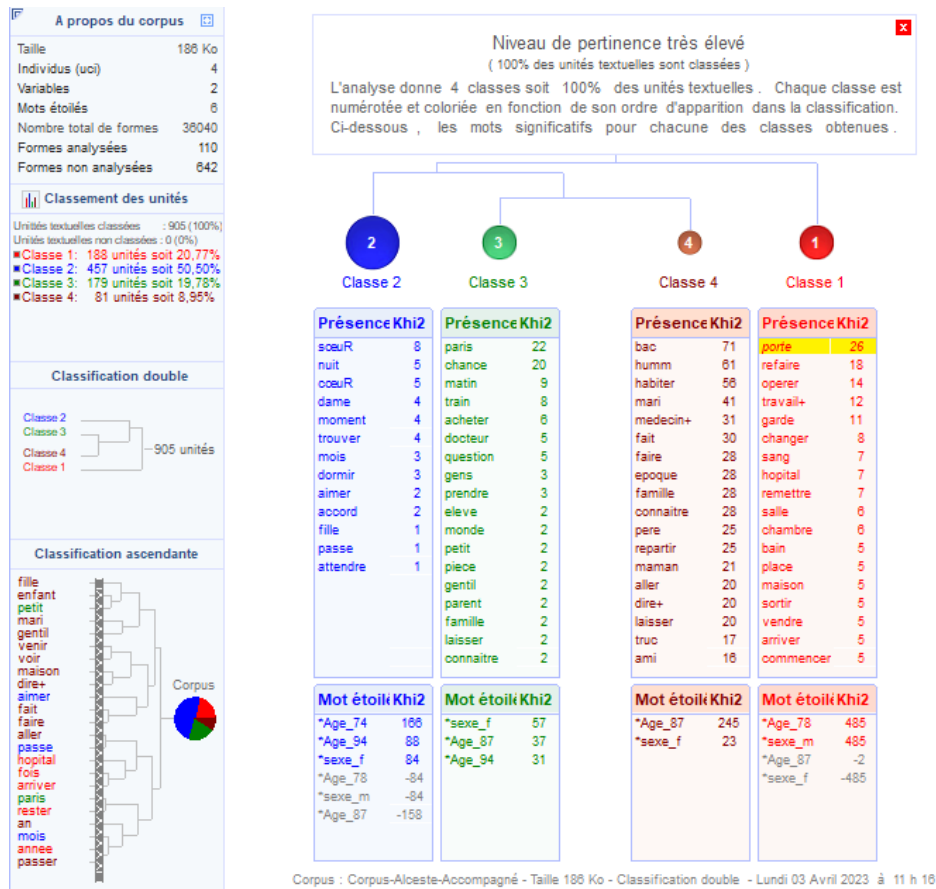 A propos du corpus
Taille 186 Ko
Individus (uci) 4
Variables 2
Mots étoilés 6
Nombre total de formes 36040
Formes analysées 110
Formes non analysées 642
Classement des unités
Unittés textuelles classées : 905 (100%)
Unités textuelles non classées : 0 (0%)
Classe 1: 188 unités soit 20,77%
Classe 2: 457 unités soit 50,50%
Classe 3: 179 unités soit 19,78%
Classe 4: 81 unités soit 8,95%
Classification double
Classe 2
Classe 3
Classe 4
Classe 1
905 unités
Classification ascendante
fille
enfant
petit
mari
gentil
venir
voir
maison
dire+
aimer
fait
faire
aller
passe
hopital
fois
arriver
paris
rester
an
mois
annee
passer
Corpus
x
Niveau de pertinence très élevé
( 100% des unités textuelles sont classées )
L'analyse donne 4 classes soit 100% des unités textuelles . Chaque classe est
numérotée et coloriée en fonction de son ordre d'apparition dans la classification.
Ci-dessous , les mots significatifs pour chacune des classes obtenues .
2
Classe 2
Présence Khi2
sœuR 8
nuit 5
cœuR 5
dame 4
moment 4
trouver 4
mois 3
dormir 3
aimer 2
accord 2
fille 1
passe 1
attendre 1
Mot étoilé Khi2
*Age_74 166
*Age_94 88
*sexe_f 84
*Age_78 -84
*sexe_m -84
*Age_87 -158
3
Classe 3
Présence Khi2
paris 22
chance 20
matin 9
train 8
acheter 6
docteur 5
question 5
gens 3
prendre 3
eleve 2
monde 2
petit 2
piece 2
gentil 2
parent 2
famille 2
laisser 2
connaitre 2
Mot étoilé Khi2
*sexe_f 57
*Age_87 37
*Age_94 31
4
Classe 4
Présence Khi2
bac 71
humm 61
habiter 56
mari 41
medecin+ 31
fait 30
faire 28
epoque 28
famille 28
connaitre 28
pere 25
repartir 25
maman 21
aller 20
dire+ 20
laisser 20
truc 17
ami 16
Mot étoilé Khi2
*Age_87 245
*sexe_f 23
1
Classe 1
Présence Khi2
porte 26
refaire 18
operer 14
travail+ 12
garde 11
changer 8
sang 7
hopital 7
remettre 7
salle 6
chambre 6
bain 5
place 5
maison 5
sortir 5
vendre 5
arriver 5
commencer 5
Mot étoilé Khi2
*Age_78 485
*sexe_m 485
*Age_87 -2
*sexe_f -485
Corpus : Corpus-Alceste-Accompagné - Taille 186 Ko - Classification double - Lundi 03 Avril 2023 à 11 h 16